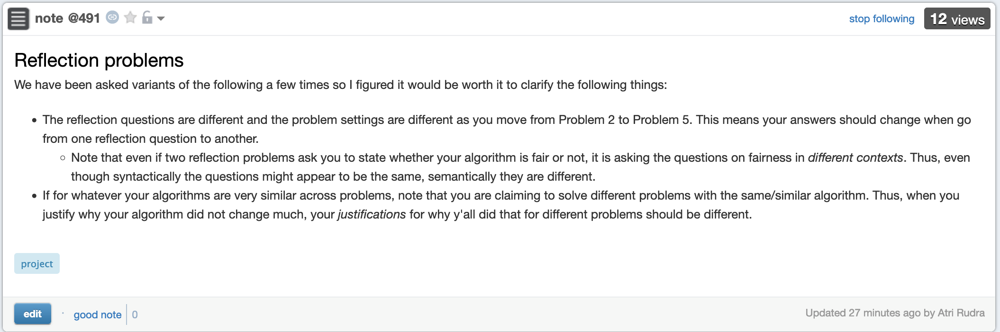 note @491
stop following
12 views
Reflection problems
We have been asked variants of the following a few times so I figured it would be worth it to clarify the following things:
The reflection questions are different and the problem settings are different as you move from Problem 2 to Problem 5. This means your answers should change when go
from one reflection question to another.
Note that even if two reflection problems ask you to state whether your algorithm is fair or not, it is asking the questions on fairness in different contexts. Thus, even
though syntactically the questions might appear to be the same, semantically they are different.
If for whatever your algorithms are very similar across problems, note that you are claiming to solve different problems with the same/similar algorithm. Thus, when you
justify why your algorithm did not change much, your justifications for why y'all did that for different problems should be different.
project
edit · good note 0
Updated 27 minutes ago by Atri Rudra